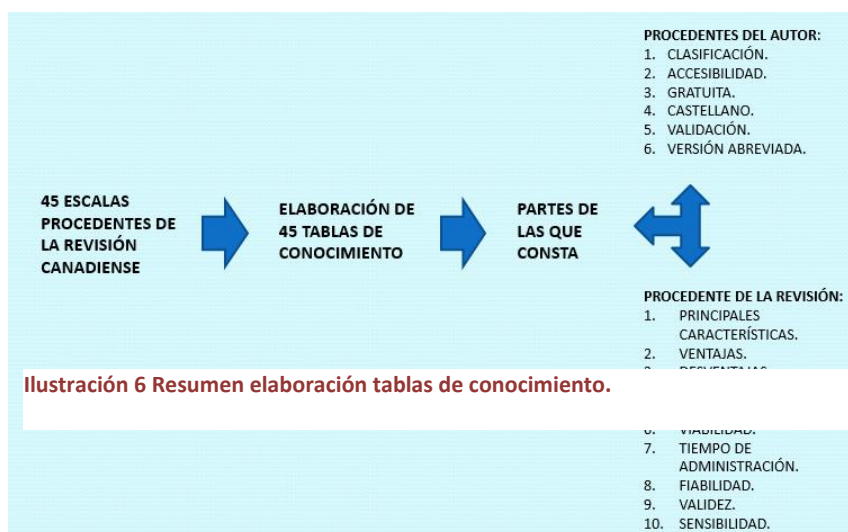 PROCEDENTES DEL AUTOR:
1. CLASIFICACIÓN.
2. ACCESIBILIDAD.
3. GRATUITA.
4. CASTELLANO.
5. VALIDACIÓN.
6. VERSIÓN ABREVIADA.
45 ESCALAS
PROCEDENTES DE
LA REVISIÓN
CANADIENSE
ELABORACIÓN DE
45 TABLAS DE
CONOCIMIENTO
PARTES DE
LAS QUE
CONSTA
PROCEDENTE DE LA REVISIÓN:
1. PRINCIPALES
CARACTERÍSTICAS.
2. VENTAJAS.
Ilustración 6 Resumen elaboración tablas de conocimiento.
VIABILIDAD.
7. TIEMPO DE
ADMINISTRACIÓN.
8. FIABILIDAD.
9. VALIDEZ.
10. SENSIBILIDAD.